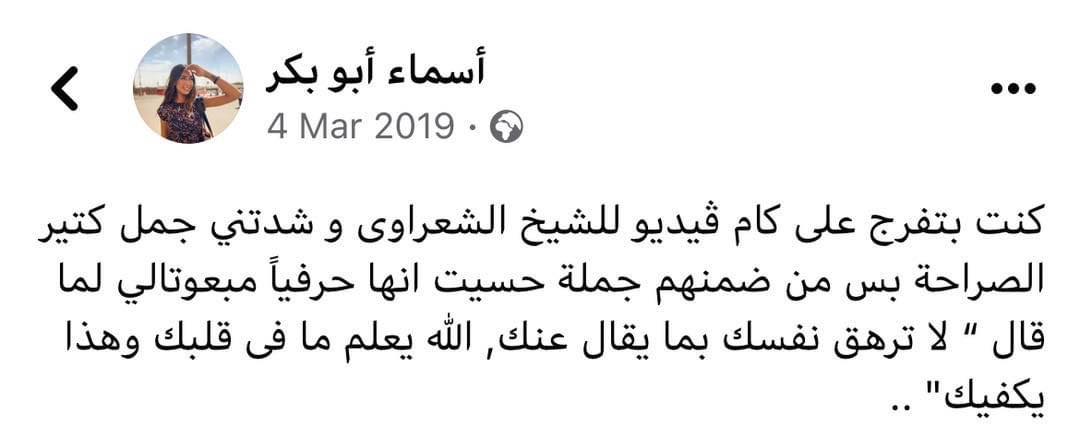 أسماء أبو بكر
4 Mar 2019 ·
كنت بتفرج على كام ڤيديو للشيخ الشعراوى و شدتني جمل كتير
الصراحة بس من ضمنهم جملة حسيت انها حرفياً مبعوتالي لما
قال “ لا ترهق نفسك بما يقال عنك, الله يعلم ما فى قلبك وهذا
يكفيك" ..